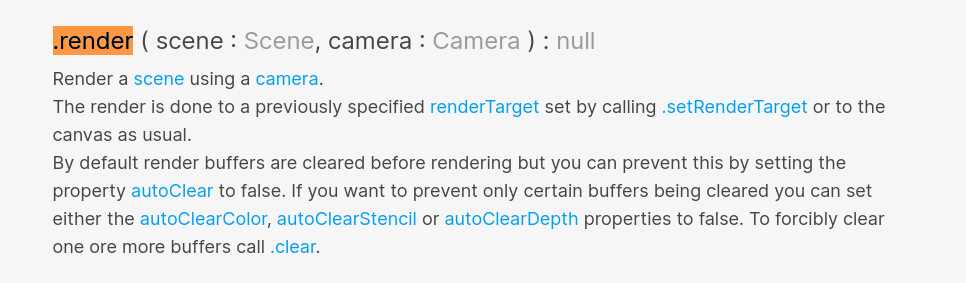 .render ( scene : Scene, camera : Camera ) : null
Render a scene using a camera.
The render is done to a previously specified renderTarget set by calling .setRenderTarget or to the
canvas as usual.
By default render buffers are cleared before rendering but you can prevent this by setting the
property autoClear to false. If you want to prevent only certain buffers being cleared you can set
either the autoClearColor, autoClearStencil or autoClearDepth properties to false. To forcibly clear
one ore more buffers call .clear.